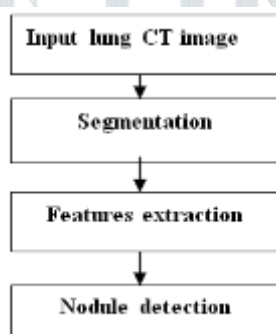 Input lung CT image
Segmentation
Features extraction
Nodule detection